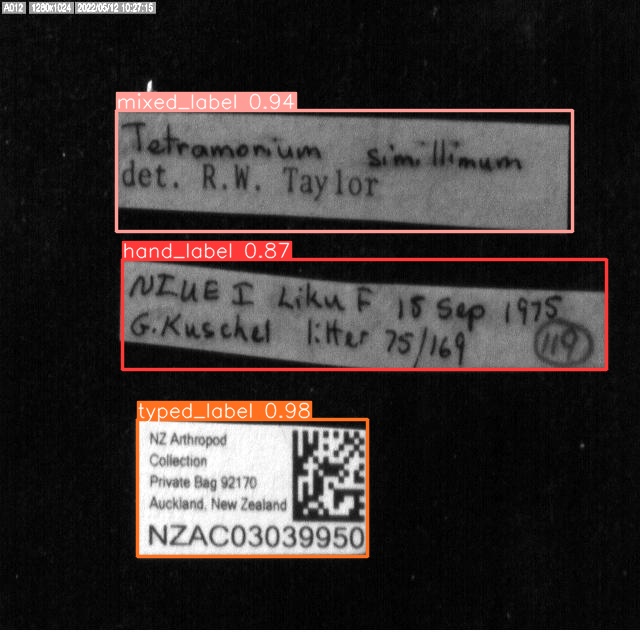 A012 1280x1024 2022/05/12 10:27:15
mixed_label 0.94
Tetramorium simillimum
det. R.W. Taylor
hand_label 0.87
NIUE I Liku F 18 Sep 1975
G.Kuschel litter 75/169 119
typed_label 0.98
NZ Arthropod
Collection
Private Bag 92170
Auckland, New Zealand
NZAC03039950